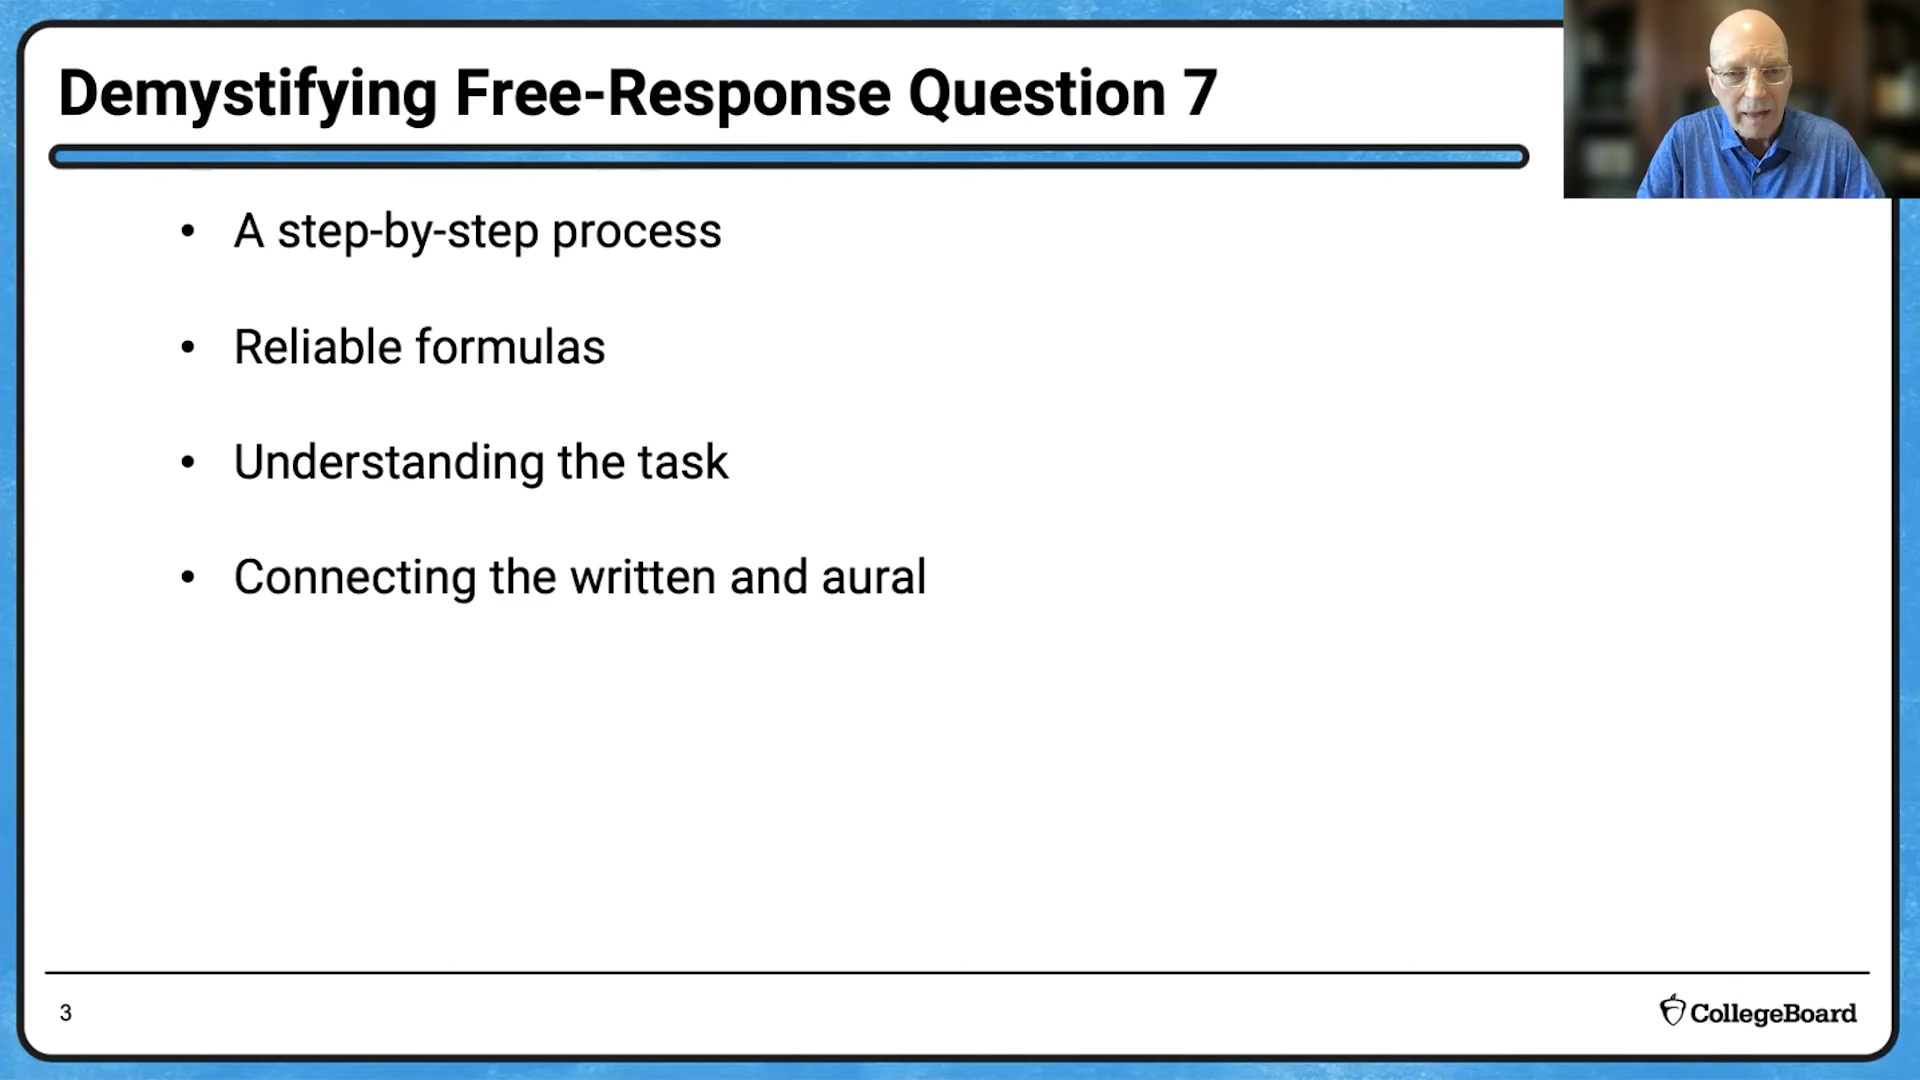 Demystifying Free-Response Question 7
• A step-by-step process
• Reliable formulas
• Understanding the task
• Connecting the written and aural
3
CollegeBoard